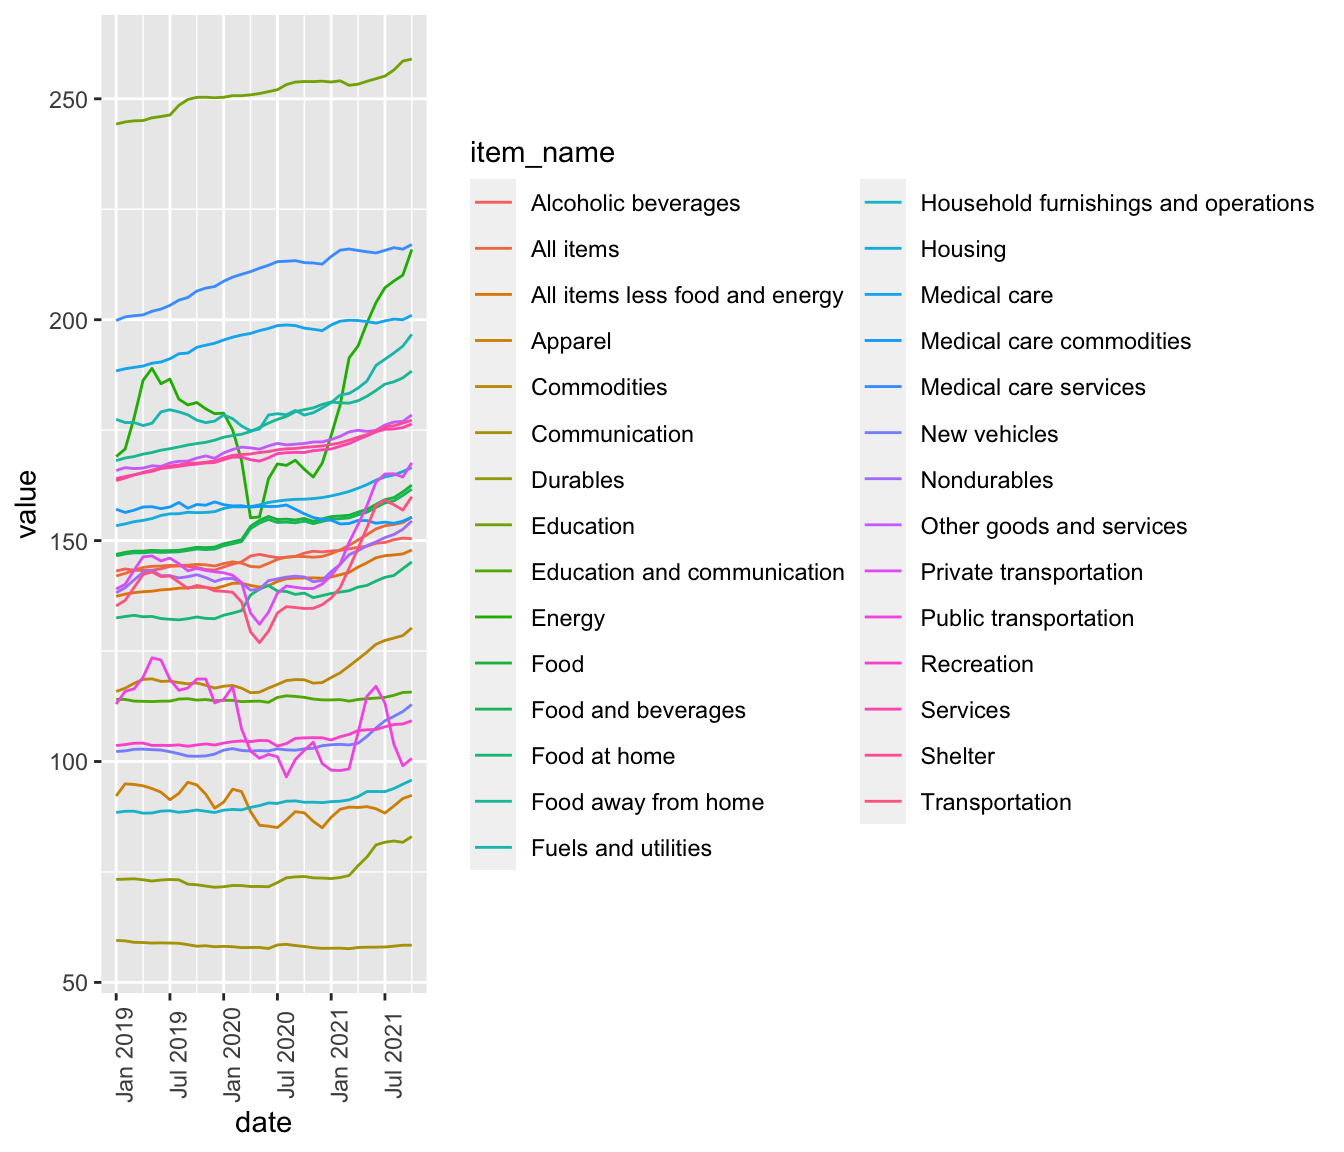 250
200
150
100
50
value
Jan 2019
Jul 2019
Jan 2020
Jul 2020
Jan 2021
Jul 2021
date
item_name
Alcoholic beverages
All items
All items less food and energy
Apparel
Commodities
Communication
Durables
Education
Education and communication
Energy
Food
Food and beverages
Food at home
Food away from home
Fuels and utilities
Household furnishings and operations
Housing
Medical care
Medical care commodities
Medical care services
New vehicles
Nondurables
Other goods and services
Private transportation
Public transportation
Recreation
Services
Shelter
Transportation